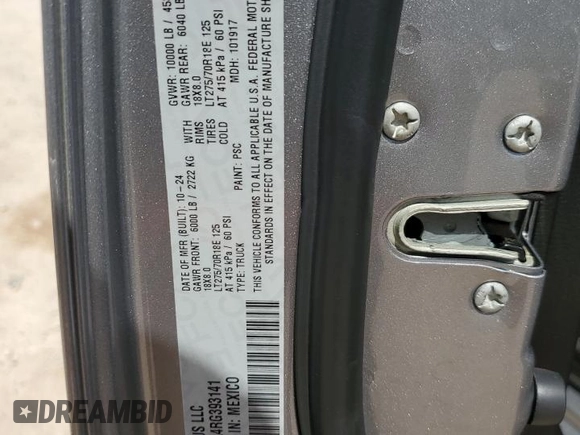 US LLC
DATE OF MFR (BUILT): 10-24 GVWR: 10000 LB / 45
GAWR FRONT: 6000 LB / 2722 KG WITH GAWR REAR: 6040 LB
18X8.0 RIMS 18X8.0
LT275/70R18E 125 TIRES LT275/70R18E 125
AT 415 kPa / 60 PSI COLD AT 415 kPa / 60 PSI
TYPE: TRUCK PAINT: PSC MDH: 101917
THIS VEHICLE CONFORMS TO ALL APPLICABLE U.S.A. FEDERAL MOT
STANDARDS IN EFFECT ON THE DATE OF MANUFACTURE SH
4RG393141
IN: MEXICO
DREAMBID